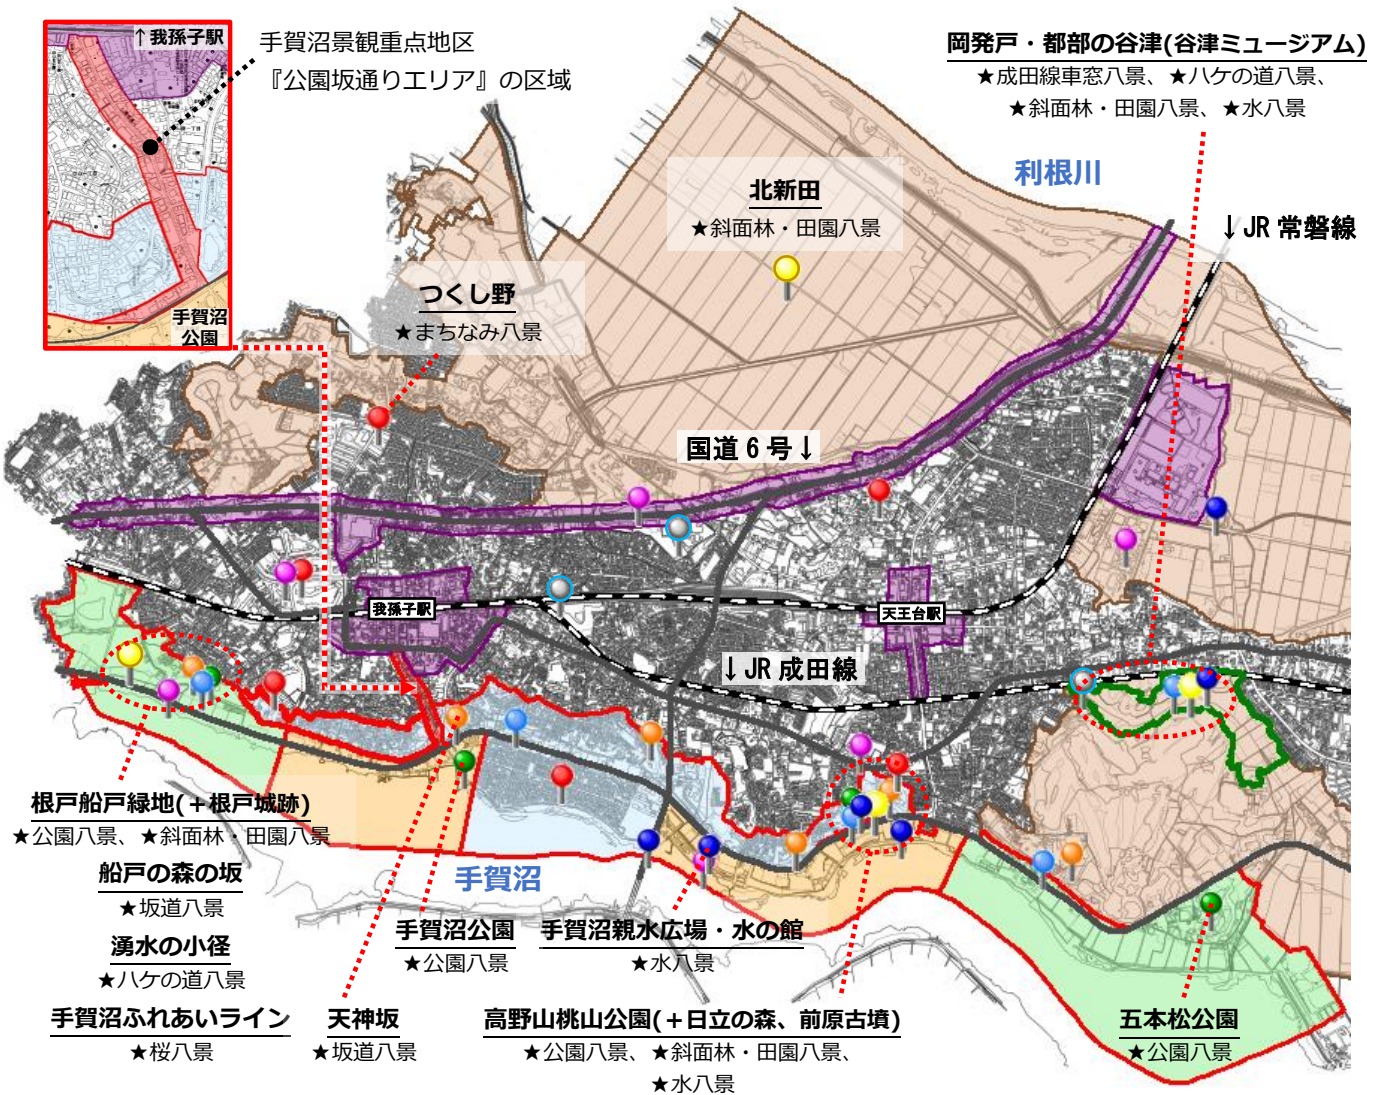 ↑我孫子駅
手賀沼
公園
手賀沼景観重点地区
『公園坂通りエリア』の区域
岡発戸・都部の谷津(谷津ミュージアム)
★成田線車窓八景、★ハケの道八景、
★斜面林・田園八景、★水八景
利根川
↓JR 常磐線
北新田
★斜面林・田園八景
つくし野
★まちなみ八景
国道6号↓
我孫子駅
天王台駅
↓JR 成田線
根戸船戸緑地(＋根戸城跡)
★公園八景、★斜面林・田園八景
船戸の森の坂
★坂道八景
湧水の小径
★ハケの道八景
手賀沼ふれあいライン
★桜八景
手賀沼
手賀沼公園
★公園八景
手賀沼親水広場・水の館
★水八景
天神坂
★坂道八景
高野山桃山公園(＋日立の森、前原古墳)
★公園八景、★斜面林・田園八景、
★水八景
五本松公園
★公園八景